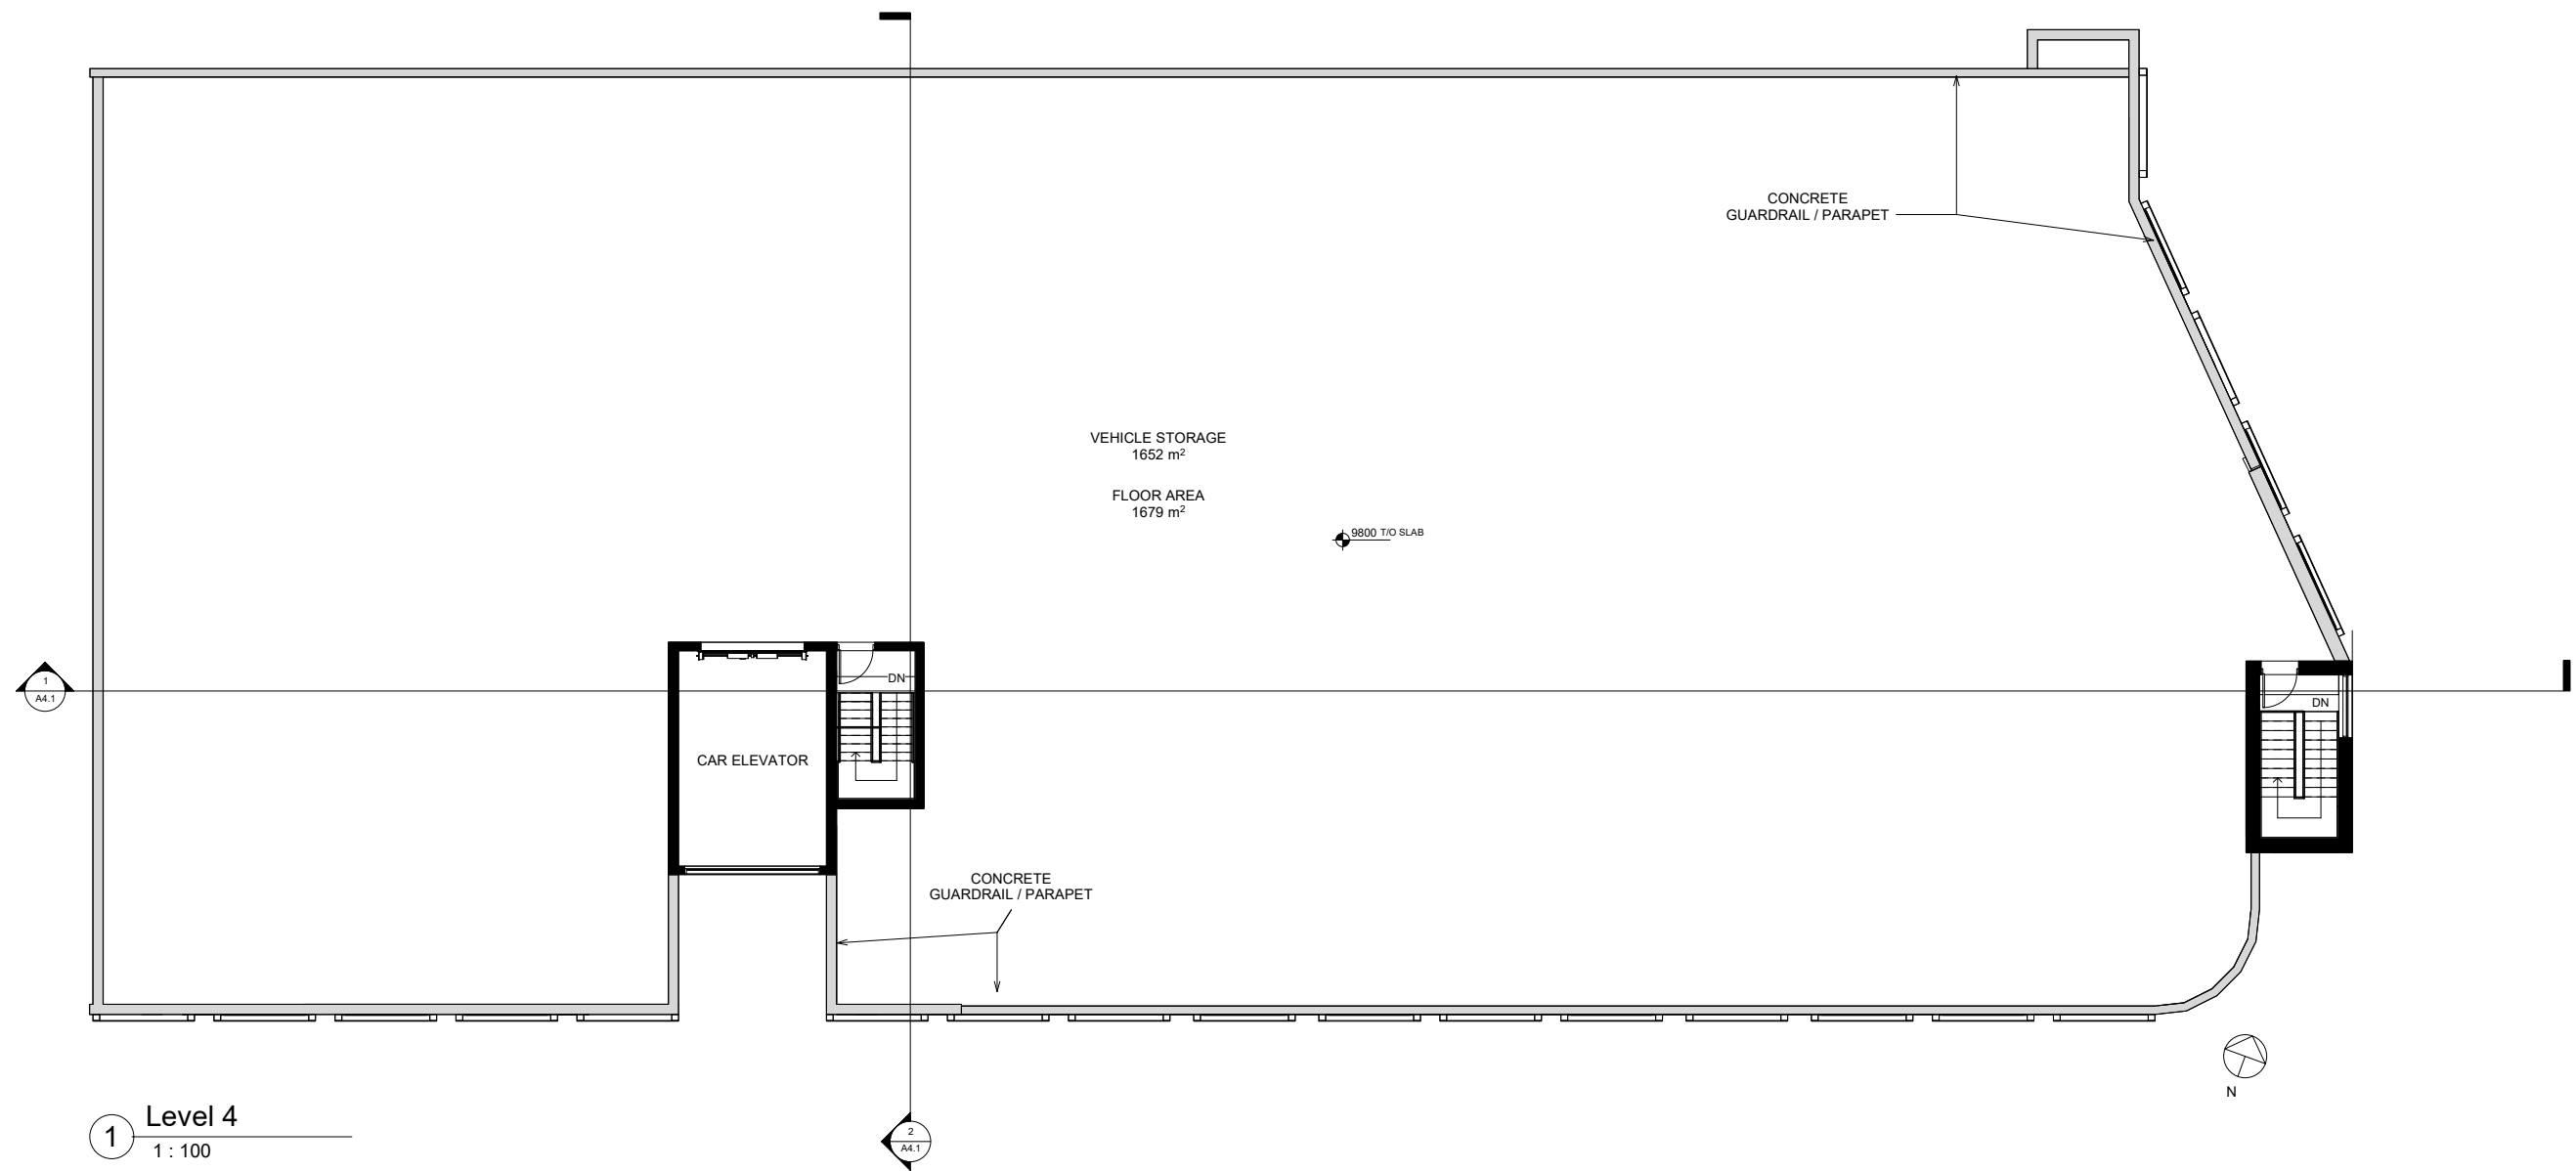 CONCRETE
GUARDRAIL / PARAPET
VEHICLE STORAGE
1652 m²
FLOOR AREA
1679 m²
9800 T/O SLAB
1
A4.1
DN
DN
CAR ELEVATOR
CONCRETE
GUARDRAIL / PARAPET
N
1 Level 4
1 : 100
2
A4.1